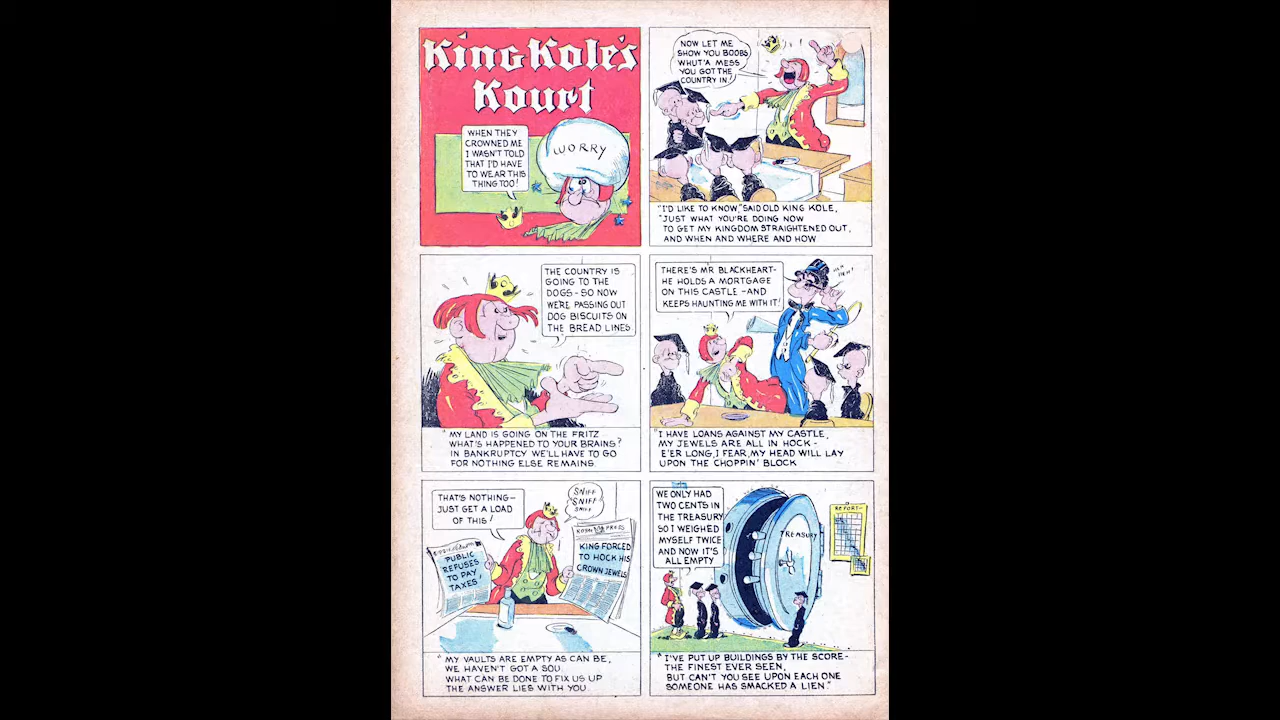 King Kole's
Kourt
WHEN THEY
CROWNED ME
I WASN'T TOLD
THAT I'D HAVE
TO WEAR THIS
THING TOO!
WORRY
NOW LET ME
SHOW YOU BOOBS
WHUT'A MESS
YOU GOT THE
COUNTRY IN!
"I'D LIKE TO KNOW," SAID OLD KING KOLE,
"JUST WHAT YOU'RE DOING NOW
TO GET MY KINGDOM STRAIGHTENED OUT,
AND WHEN AND WHERE AND HOW
THE COUNTRY IS
GOING TO THE
DOGS - SO NOW
WE'RE PASSING OUT
DOG BISCUITS ON
THE BREAD LINES.
"MY LAND IS GOING ON THE FRITZ
WHAT'S HAPPENED TO YOUR BRAINS?
IN BANKRUPTCY WE'LL HAVE TO GO
FOR NOTHING ELSE REMAINS.
THERE'S MR BLACKHEART-
HE HOLDS A MORTGAGE
ON THIS CASTLE - AND
KEEPS HAUNTING ME WITH IT!
"I HAVE LOANS AGAINST MY CASTLE,
MY JEWELS ARE ALL IN HOCK -
E'ER LONG, I FEAR, MY HEAD WILL LAY
UPON THE CHOPPIN' BLOCK
THAT'S NOTHING-
JUST GET A LOAD
OF THIS!
SNIFF
SNIFF
SNIFF
PUBLIC
REFUSES
TO PAY
TAXES!
PRESS
KING FORCED
TO HOCK HIS
CROWN JEWELS
"MY VAULTS ARE EMPTY AS CAN BE,
WE HAVEN'T GOT A SOU.
WHAT CAN BE DONE TO FIX US UP
THE ANSWER LIES WITH YOU.
WE ONLY HAD
TWO CENTS IN
THE TREASURY
SO I WEIGHED
MYSELF TWICE
AND NOW IT'S
ALL EMPTY
TREASURY
REPORT-
"I'VE PUT UP BUILDINGS BY THE SCORE-
THE FINEST EVER SEEN,
BUT CAN'T YOU SEE UPON EACH ONE
SOMEONE HAS SMACKED A LIEN."